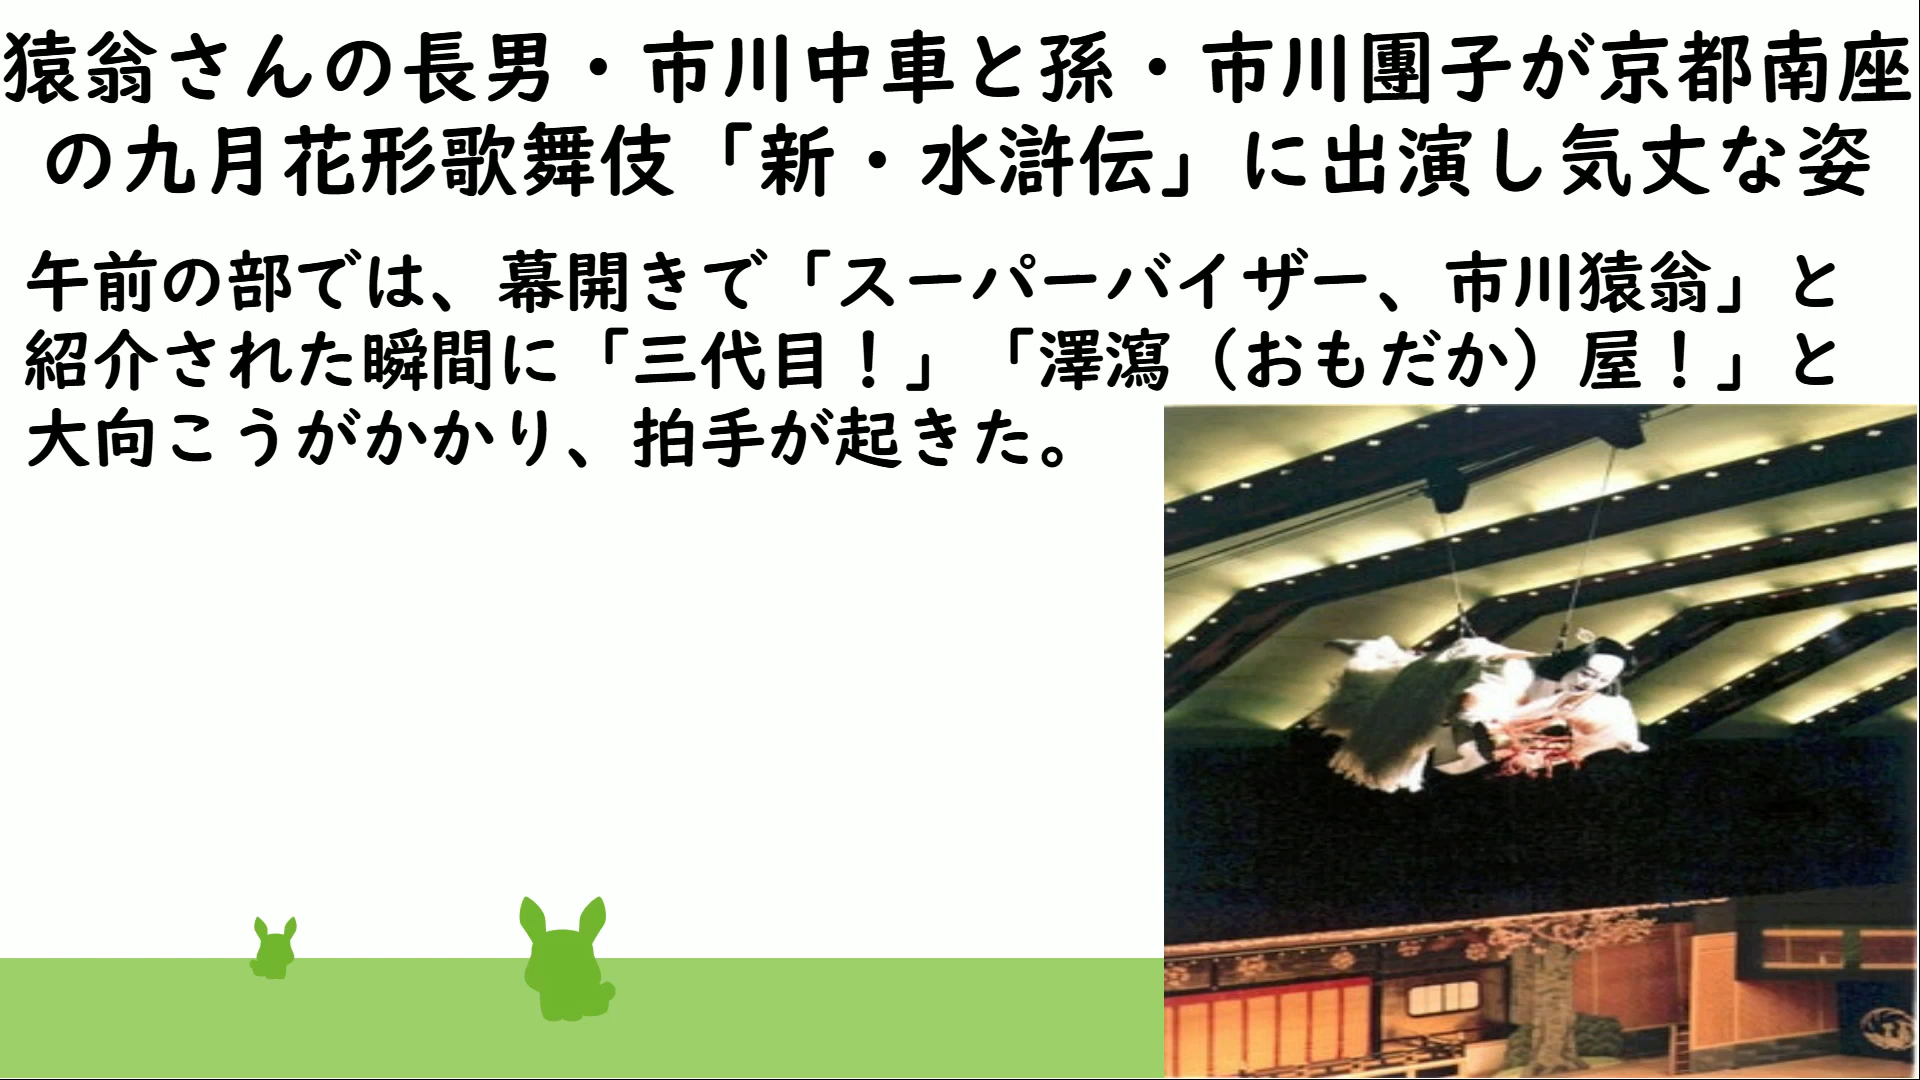 猿翁さんの長男・市川中車と孫・市川團子が京都南座
の九月花形歌舞伎「新・水滸伝」に出演し気丈な姿
午前の部では、幕開きで「スーパーバイザー、市川猿翁」と
紹介された瞬間に「三代目！」「澤瀉（おもだか）屋！」と
大向こうがかかり、拍手が起きた。